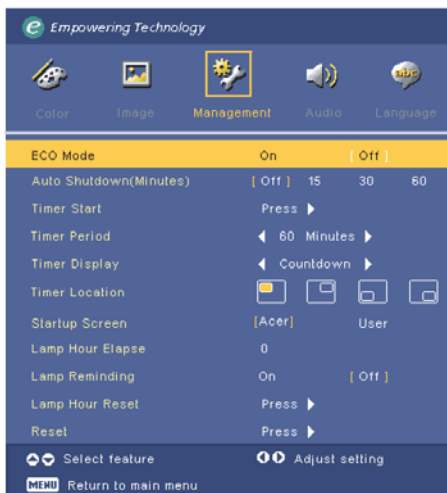 e Empowering Technology
Color Image Management Audio Language
ECO Mode On [ Off ]
Auto Shutdown(Minutes) [ Off ] 15 30 60
Timer Start Press
Timer Period 60 Minutes
Timer Display Countdown
Timer Location
Startup Screen [Acer] User
Lamp Hour Elapse 0
Lamp Reminding On [ Off ]
Lamp Hour Reset Press
Reset Press
Select feature Adjust setting
MENU Return to main menu